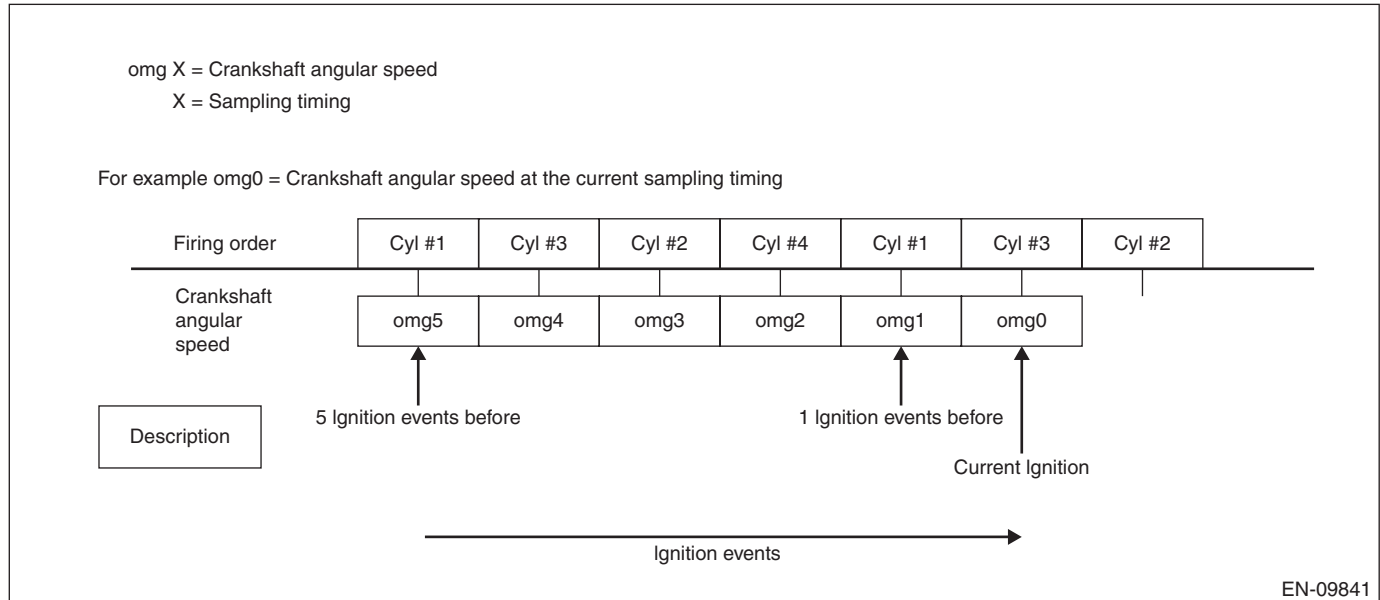 omg X = Crankshaft angular speed
X = Sampling timing
For example omg0 = Crankshaft angular speed at the current sampling timing
Firing order Cyl #1 Cyl #3 Cyl #2 Cyl #4 Cyl #1 Cyl #3 Cyl #2
Crankshaft
angular
speed
omg5 omg4 omg3 omg2 omg1 omg0
5 Ignition events before 1 Ignition events before
Description
Current Ignition
Ignition events
EN-09841